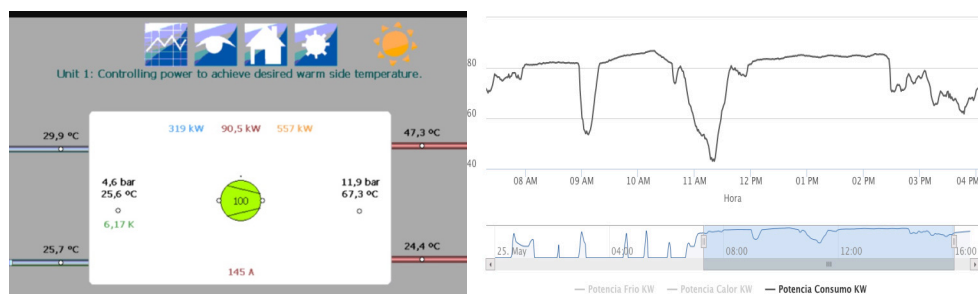 Unit 1: Controlling power to achieve desired warm side temperature.
319 kW 90,5 kW 557 kW
29,9 ºC
47,3 ºC
4,6 bar
25,6 ºC
6,17 K
100
11,9 bar
67,3 ºC
25,7 ºC
24,4 ºC
145 A
80
60
40
08 AM 09 AM 10 AM 11 AM 12 PM 01 PM 02 PM 03 PM 04 PM
Hora
25. May 04:00 08:00 12:00 16:00
Potencia Frio KW Potencia Calor KW Potencia Consumo KW